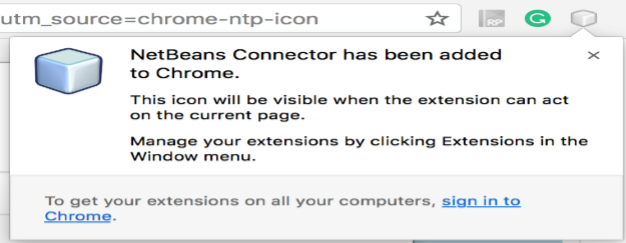 utm_source=chrome-ntp-icon
RP
NetBeans Connector has been added
to Chrome.
This icon will be visible when the extension can act
on the current page.
Manage your extensions by clicking Extensions in the
Window menu.
To get your extensions on all your computers, sign in to
Chrome.